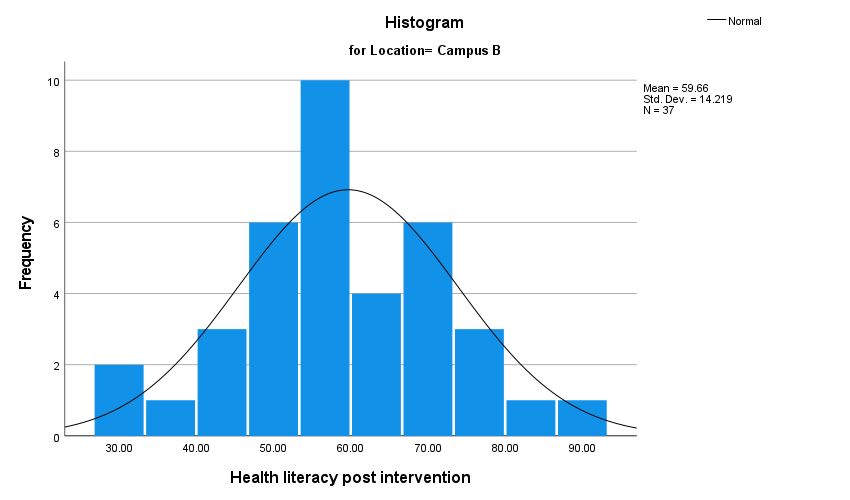 Histogram
Normal
for Location= Campus B
Mean = 59.66
Std. Dev. = 14.219
N = 37
Frequency
10
8
6
4
2
0
30.00 40.00 50.00 60.00 70.00 80.00 90.00
Health literacy post intervention